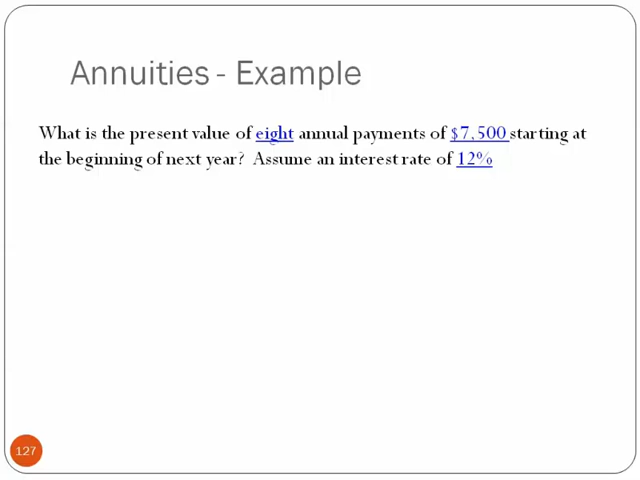 Annuities - Example
What is the present value of eight annual payments of $7,500 starting at
the beginning of next year? Assume an interest rate of 12%
127